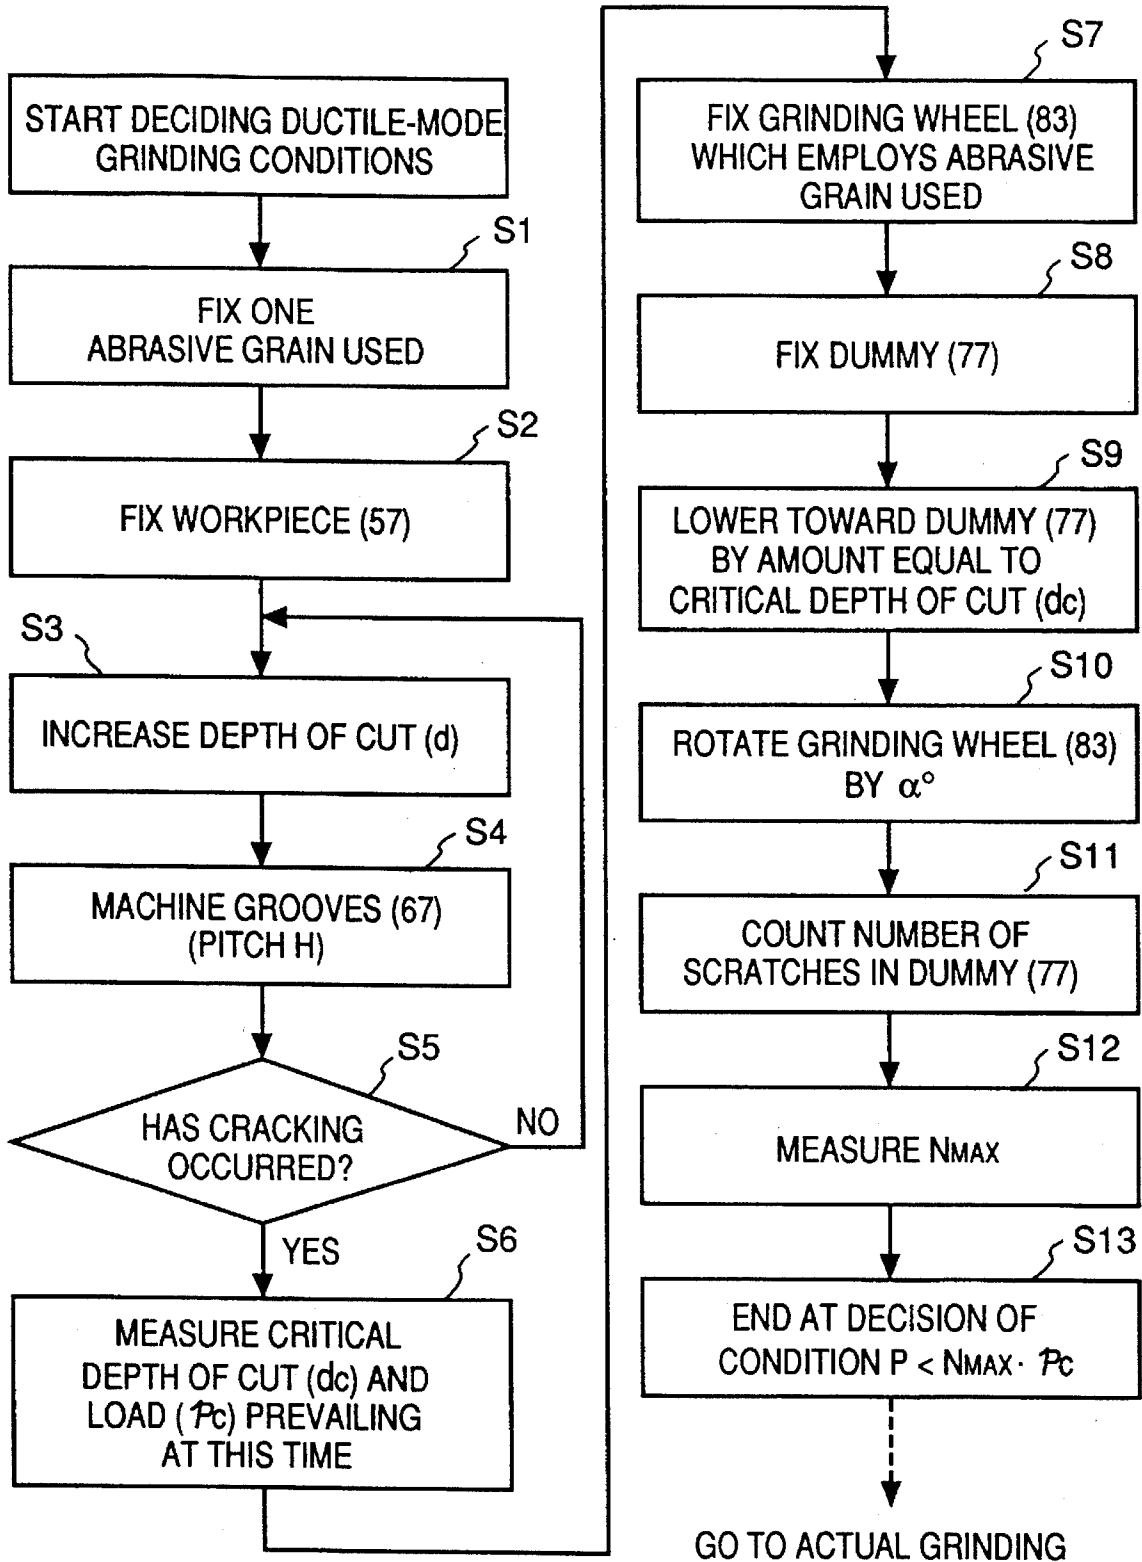 START DECIDING DUCTILE-MODE
GRINDING CONDITIONS
S1
FIX ONE
ABRASIVE GRAIN USED
S2
FIX WORKPIECE (57)
S3
INCREASE DEPTH OF CUT (d)
S4
MACHINE GROOVES (67)
(PITCH H)
S5
HAS CRACKING
OCCURRED?
NO
YES
S6
MEASURE CRITICAL
DEPTH OF CUT (dc) AND
LOAD (Pc) PREVAILING
AT THIS TIME
S7
FIX GRINDING WHEEL (83)
WHICH EMPLOYS ABRASIVE
GRAIN USED
S8
FIX DUMMY (77)
S9
LOWER TOWARD DUMMY (77)
BY AMOUNT EQUAL TO
CRITICAL DEPTH OF CUT (dc)
S10
ROTATE GRINDING WHEEL (83)
BY α°
S11
COUNT NUMBER OF
SCRATCHES IN DUMMY (77)
S12
MEASURE NMAX
S13
END AT DECISION OF
CONDITION P < NMAX· Pc
GO TO ACTUAL GRINDING